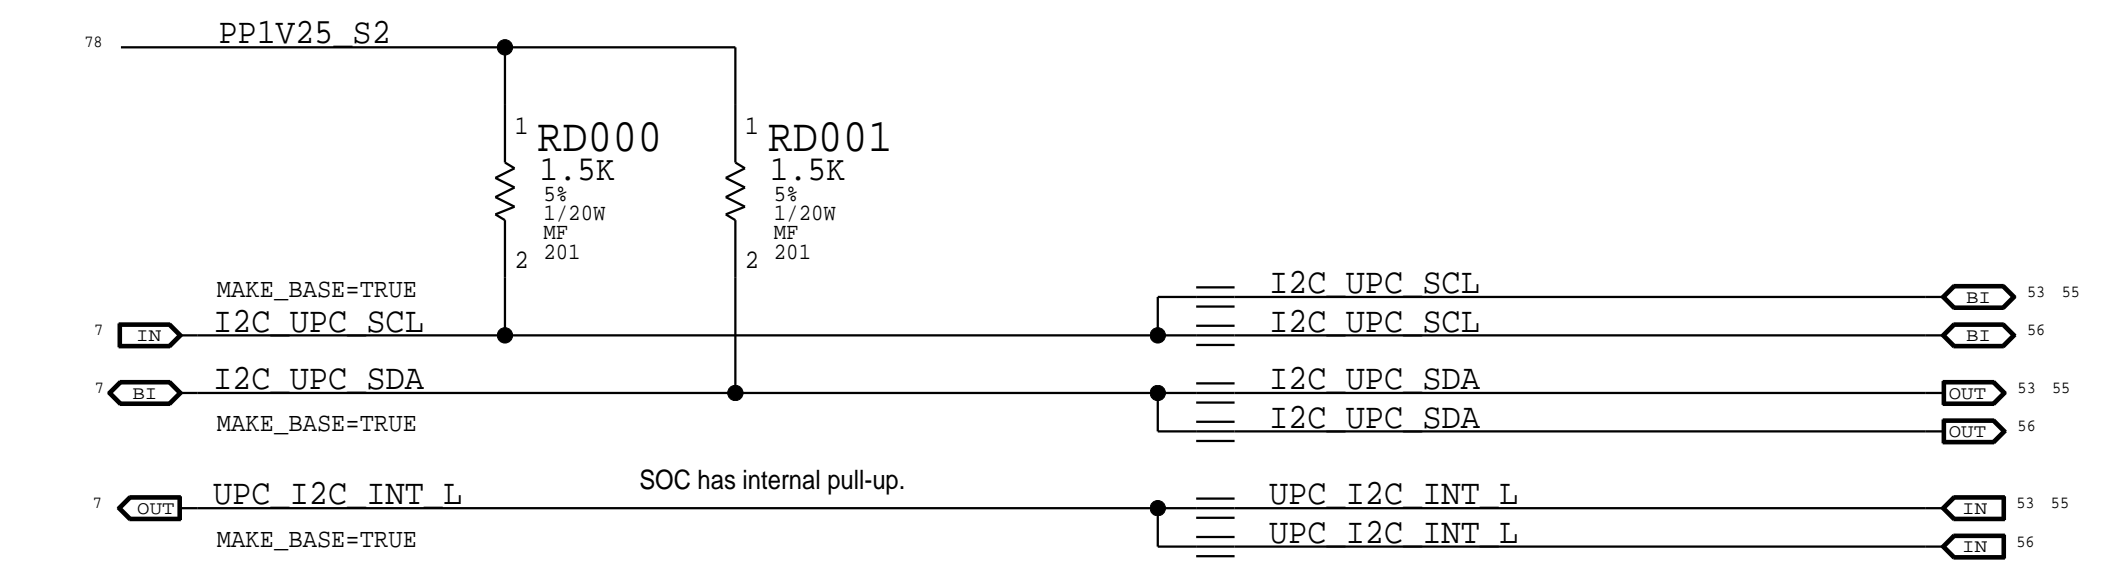 78 PP1V25_S2
1 RD000
1.5K
5%
1/20W
MF
201
2
1 RD001
1.5K
5%
1/20W
MF
201
2
MAKE_BASE=TRUE
7 IN I2C_UPC_SCL
I2C_UPC_SCL BI 53 55
I2C_UPC_SCL BI 56
7 BI I2C_UPC_SDA
MAKE_BASE=TRUE
I2C_UPC_SDA OUT 53 55
I2C_UPC_SDA OUT 56
SOC has internal pull-up.
7 OUT UPC_I2C_INT_L
MAKE_BASE=TRUE
UPC_I2C_INT_L IN 53 55
UPC_I2C_INT_L IN 56